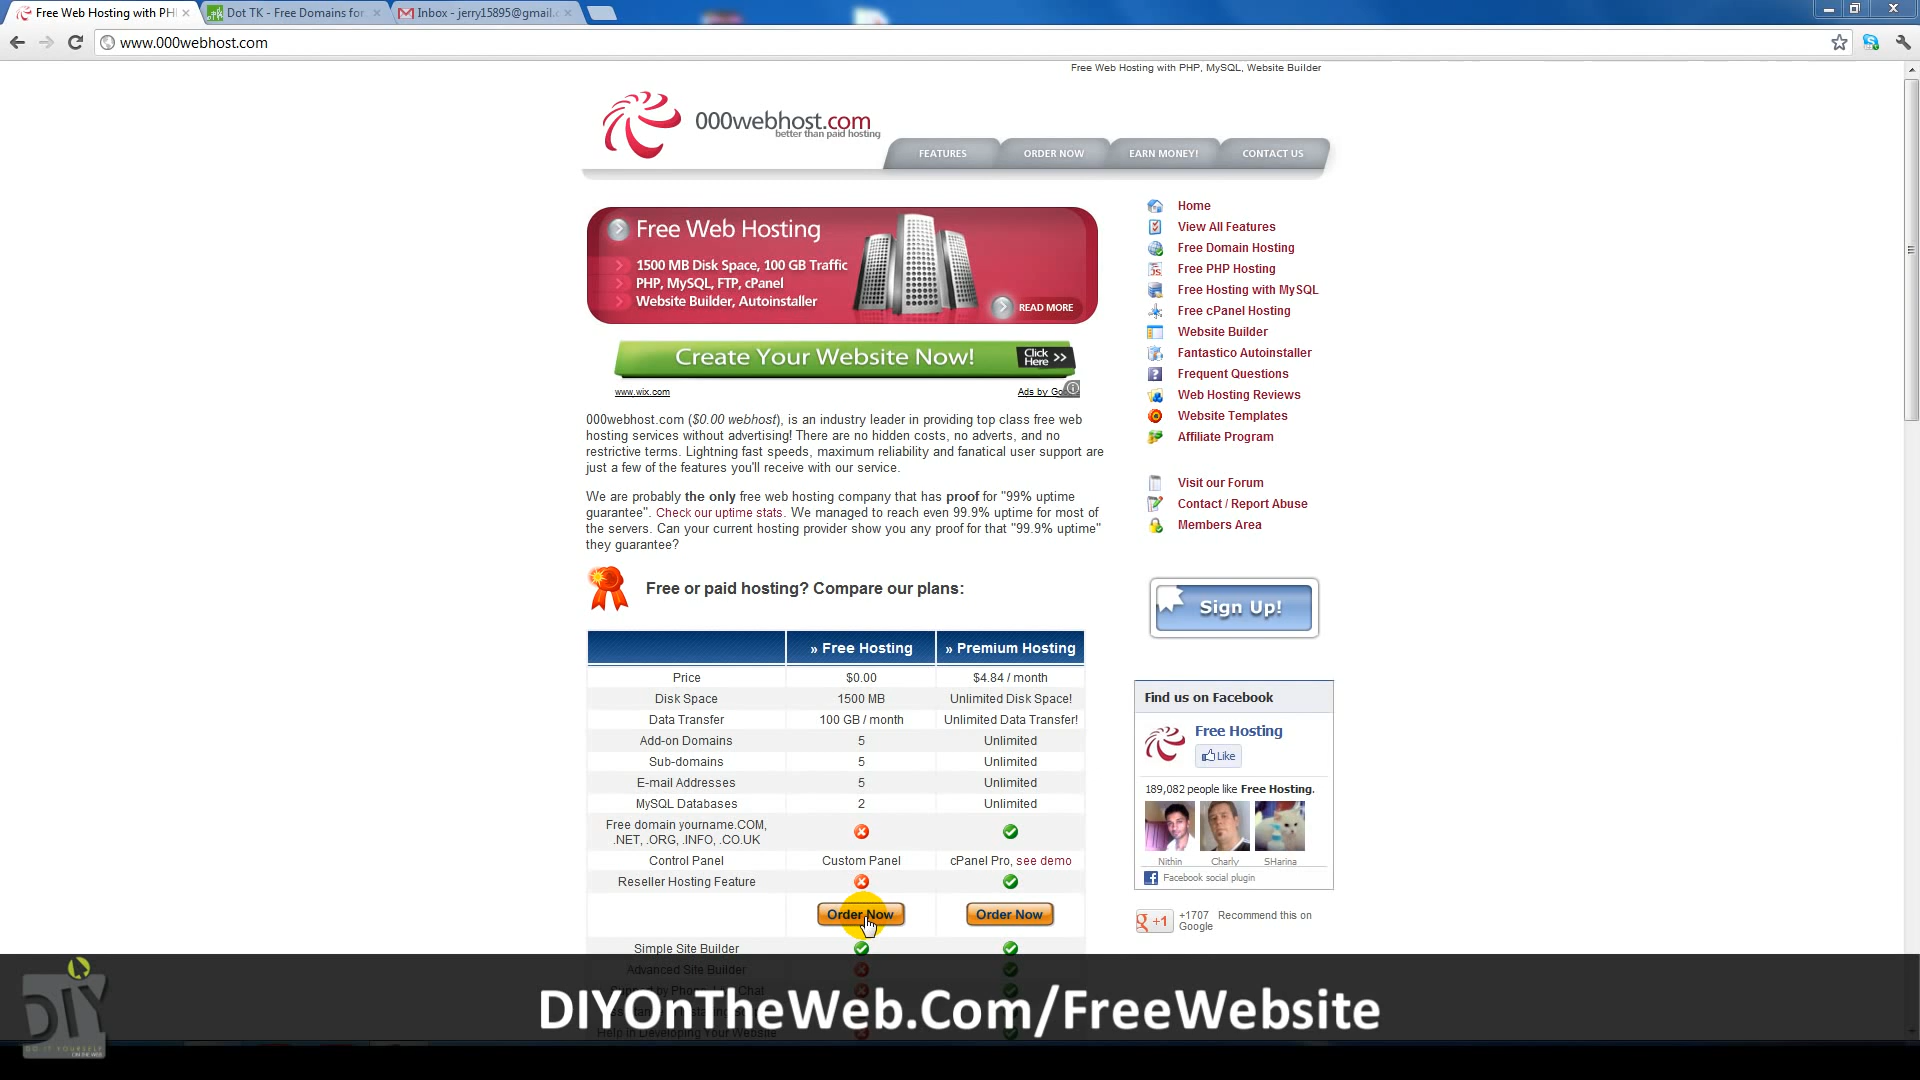 Free Web Hosting with PH
Dot TK - Free Domains for
Inbox - jerry15895@gmail.c
www.000webhost.com
Free Web Hosting with PHP, MySQL, Website Builder
000webhost.com
better than paid hosting
FEATURES
ORDER NOW
EARN MONEY!
CONTACT US
Free Web Hosting
1500 MB Disk Space, 100 GB Traffic
PHP, MySQL, FTP, cPanel
Website Builder, Autoinstaller
READ MORE
Create Your Website Now!
Click
Here >>
www.wix.com
Ads by Go
000webhost.com ($0.00 webhost), is an industry leader in providing top class free web
hosting services without advertising! There are no hidden costs, no adverts, and no
restrictive terms. Lightning fast speeds, maximum reliability and fanatical user support are
just a few of the features you'll receive with our service.
We are probably the only free web hosting company that has proof for "99% uptime
guarantee". Check our uptime stats. We managed to reach even 99.9% uptime for most of
the servers. Can your current hosting provider show you any proof for that "99.9% uptime"
they guarantee?
Free or paid hosting? Compare our plans:
» Free Hosting » Premium Hosting
Price $0.00 $4.84 / month
Disk Space 1500 MB Unlimited Disk Space!
Data Transfer 100 GB / month Unlimited Data Transfer!
Add-on Domains 5 Unlimited
Sub-domains 5 Unlimited
E-mail Addresses 5 Unlimited
MySQL Databases 2 Unlimited
Free domain yourname.COM,
.NET, .ORG, .INFO, .CO.UK
Control Panel Custom Panel cPanel Pro, see demo
Reseller Hosting Feature
Order Now Order Now
Simple Site Builder
Advanced Site Builder
Help in Developing Your Website
Home
View All Features
Free Domain Hosting
Free PHP Hosting
Free Hosting with MySQL
Free cPanel Hosting
Website Builder
Fantastico Autoinstaller
Frequent Questions
Web Hosting Reviews
Website Templates
Affiliate Program
Visit our Forum
Contact / Report Abuse
Members Area
Sign Up!
Find us on Facebook
Free Hosting
Like
189,082 people like Free Hosting.
Nithin Charly SHarina
Facebook social plugin
+1 +1707 Recommend this on
Google
DIY
DO IT YOURSELF
ON THE WEB
DIYOnTheWeb.Com/FreeWebsite